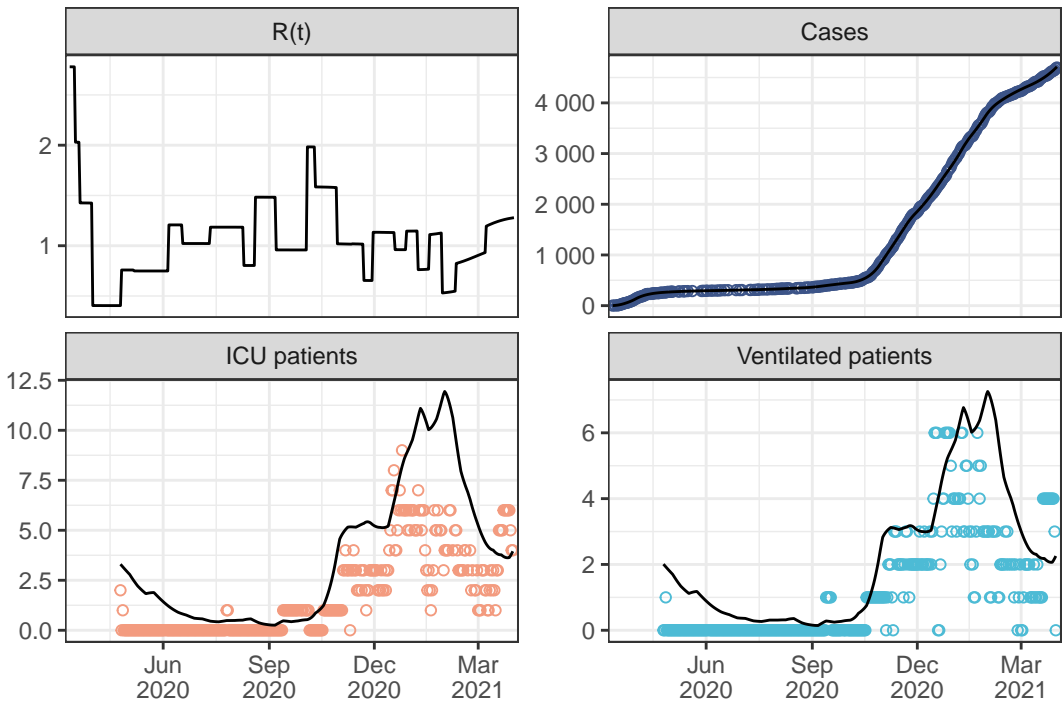 R(t)
Cases
2
1
4 000
3 000
2 000
1 000
0
ICU patients
Ventilated patients
12.5
10.0
7.5
5.0
2.5
0.0
6
4
2
0
Jun Sep Dec Mar
2020 2020 2020 2021
Jun Sep Dec Mar
2020 2020 2020 2021